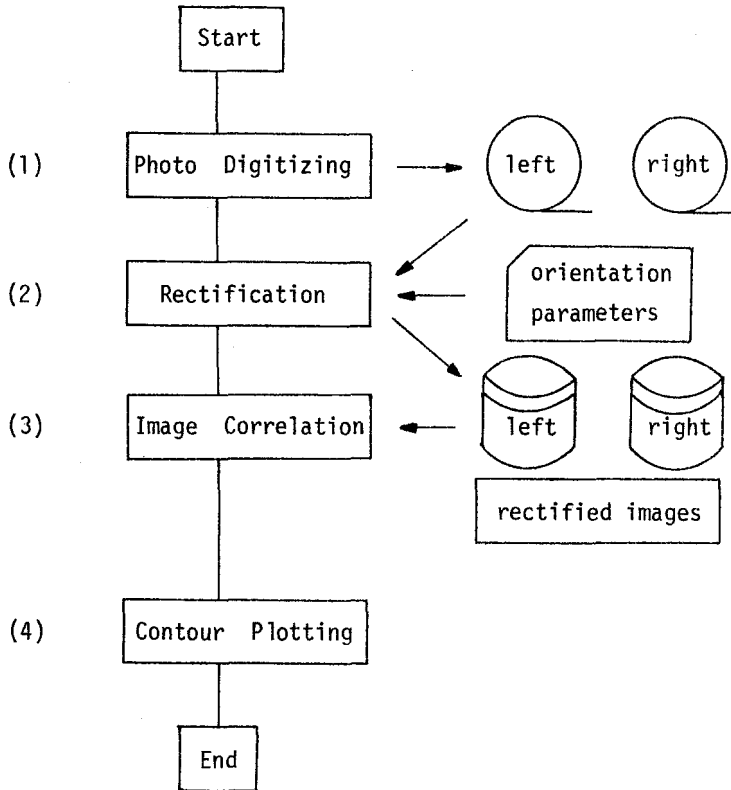 Start
(1) Photo Digitizing left right
(2) Rectification orientation
parameters
(3) Image Correlation left right
rectified images
(4) Contour Plotting
End